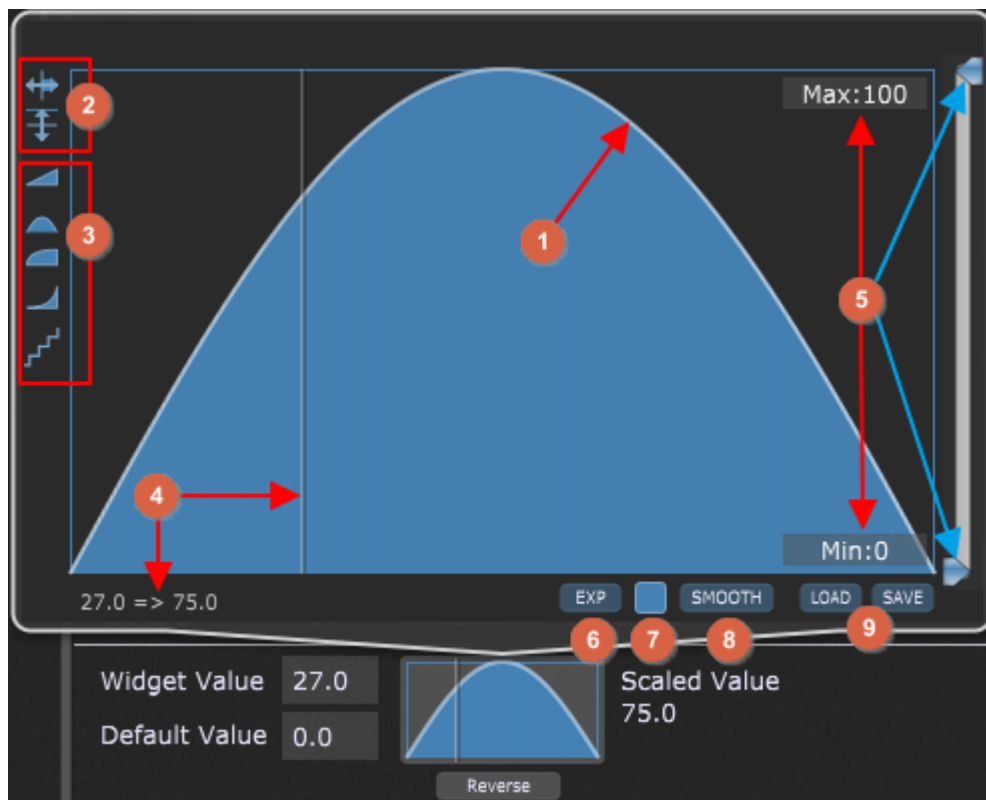 2
Max:100
3
1
5
4
Min:0
27.0 => 75.0
EXP
SMOOTH
LOAD
SAVE
6
7
8
9
Widget Value
27.0
Scaled Value
75.0
Default Value
0.0
Reverse